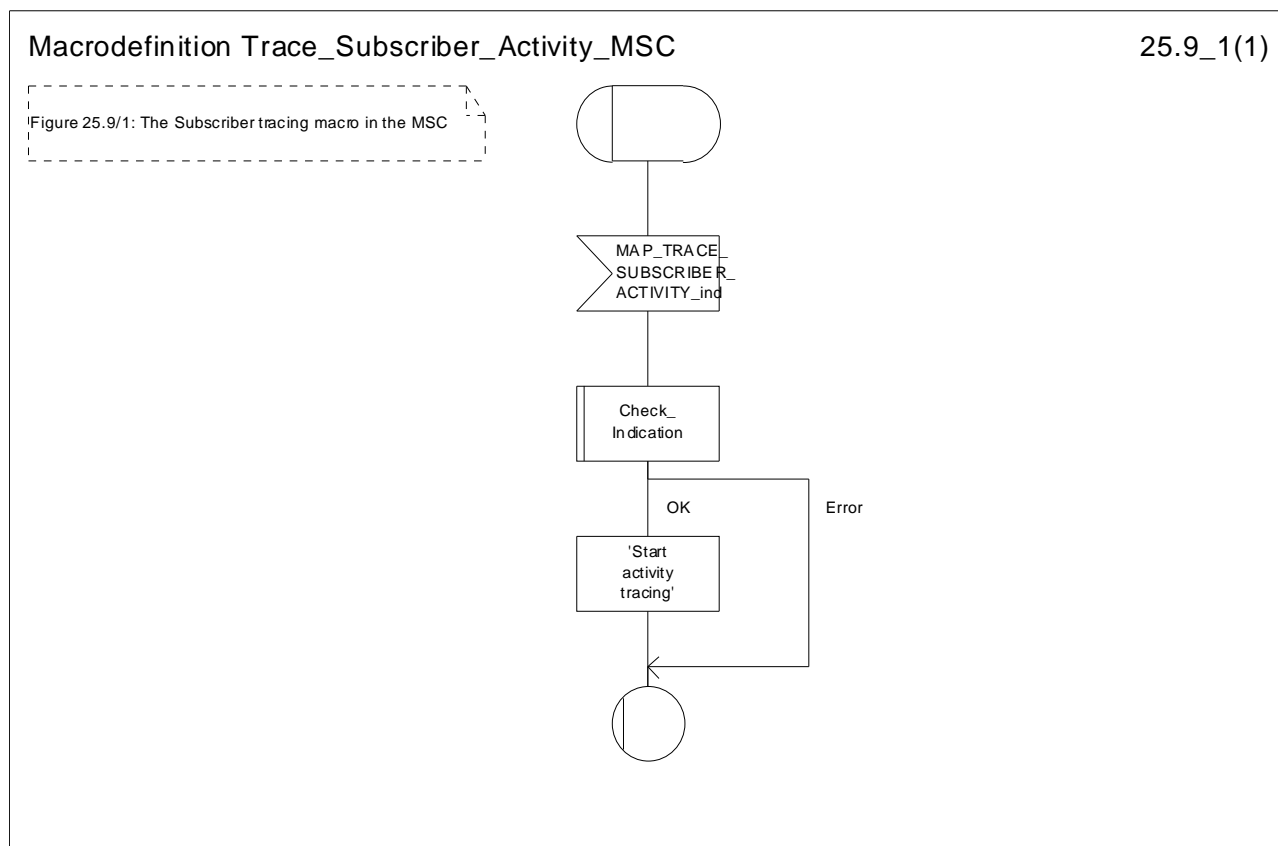 Macrodefinition Trace_Subscriber_Activity_MSC
25.9_1(1)
Figure 25.9/1: The Subscriber tracing macro in the MSC
MAP_TRACE_
SUBSCRIBER_
ACTIVITY_ind
Check_
Indication
OK
Error
'Start
activity
tracing'